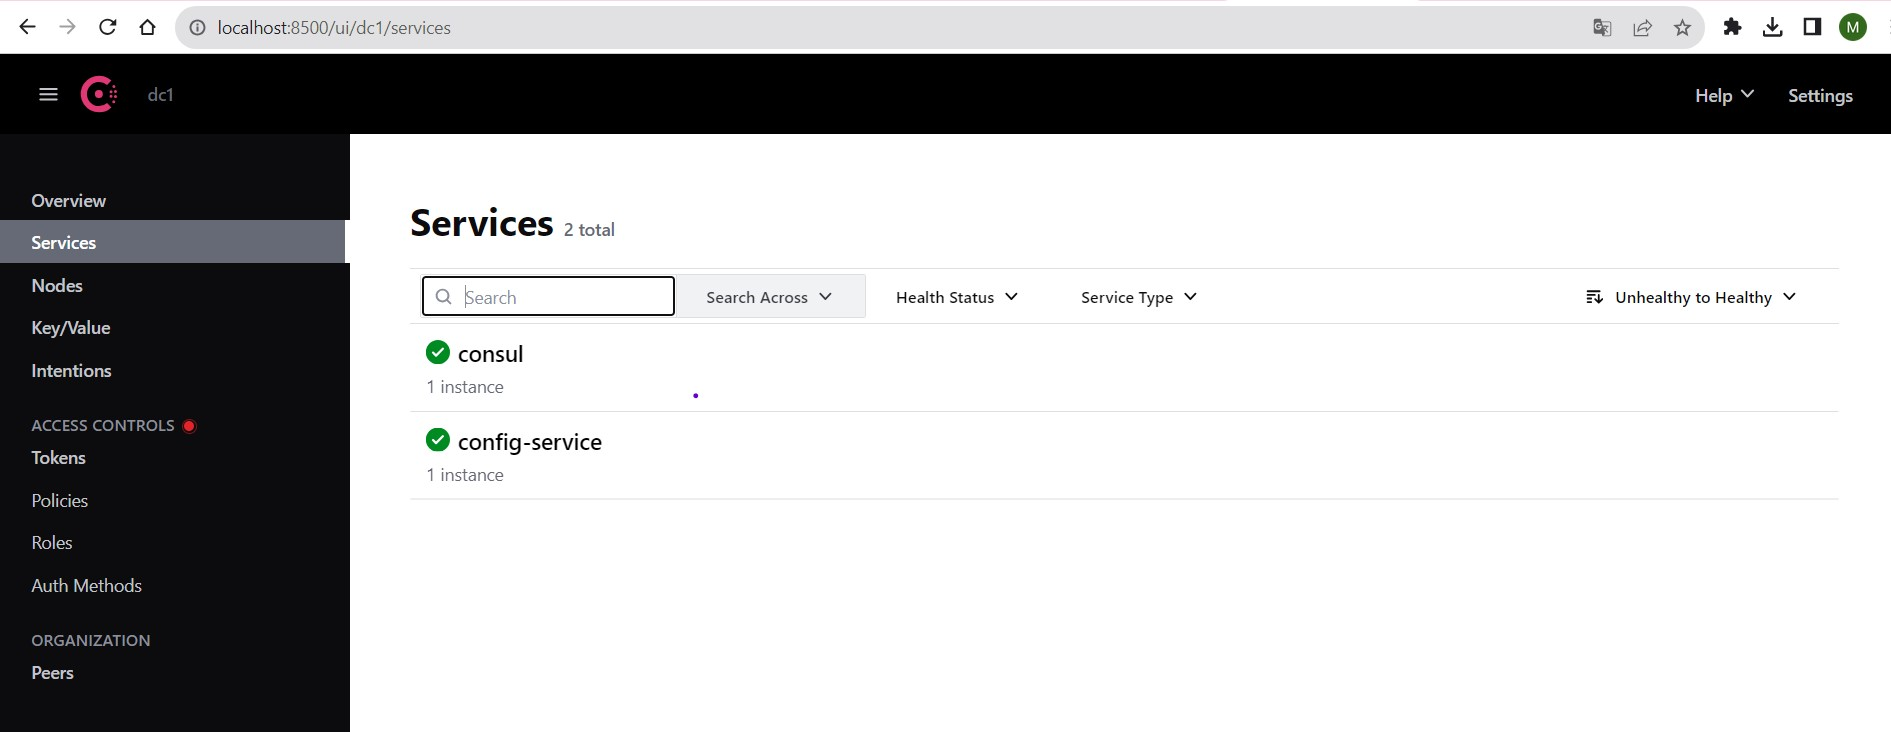 localhost:8500/ui/dc1/services
M
dc1
Help
Settings
Overview
Services
Nodes
Key/Value
Intentions
ACCESS CONTROLS
Tokens
Policies
Roles
Auth Methods
ORGANIZATION
Peers
Services 2 total
Search Search Across Health Status Service Type Unhealthy to Healthy
consul
1 instance
config-service
1 instance